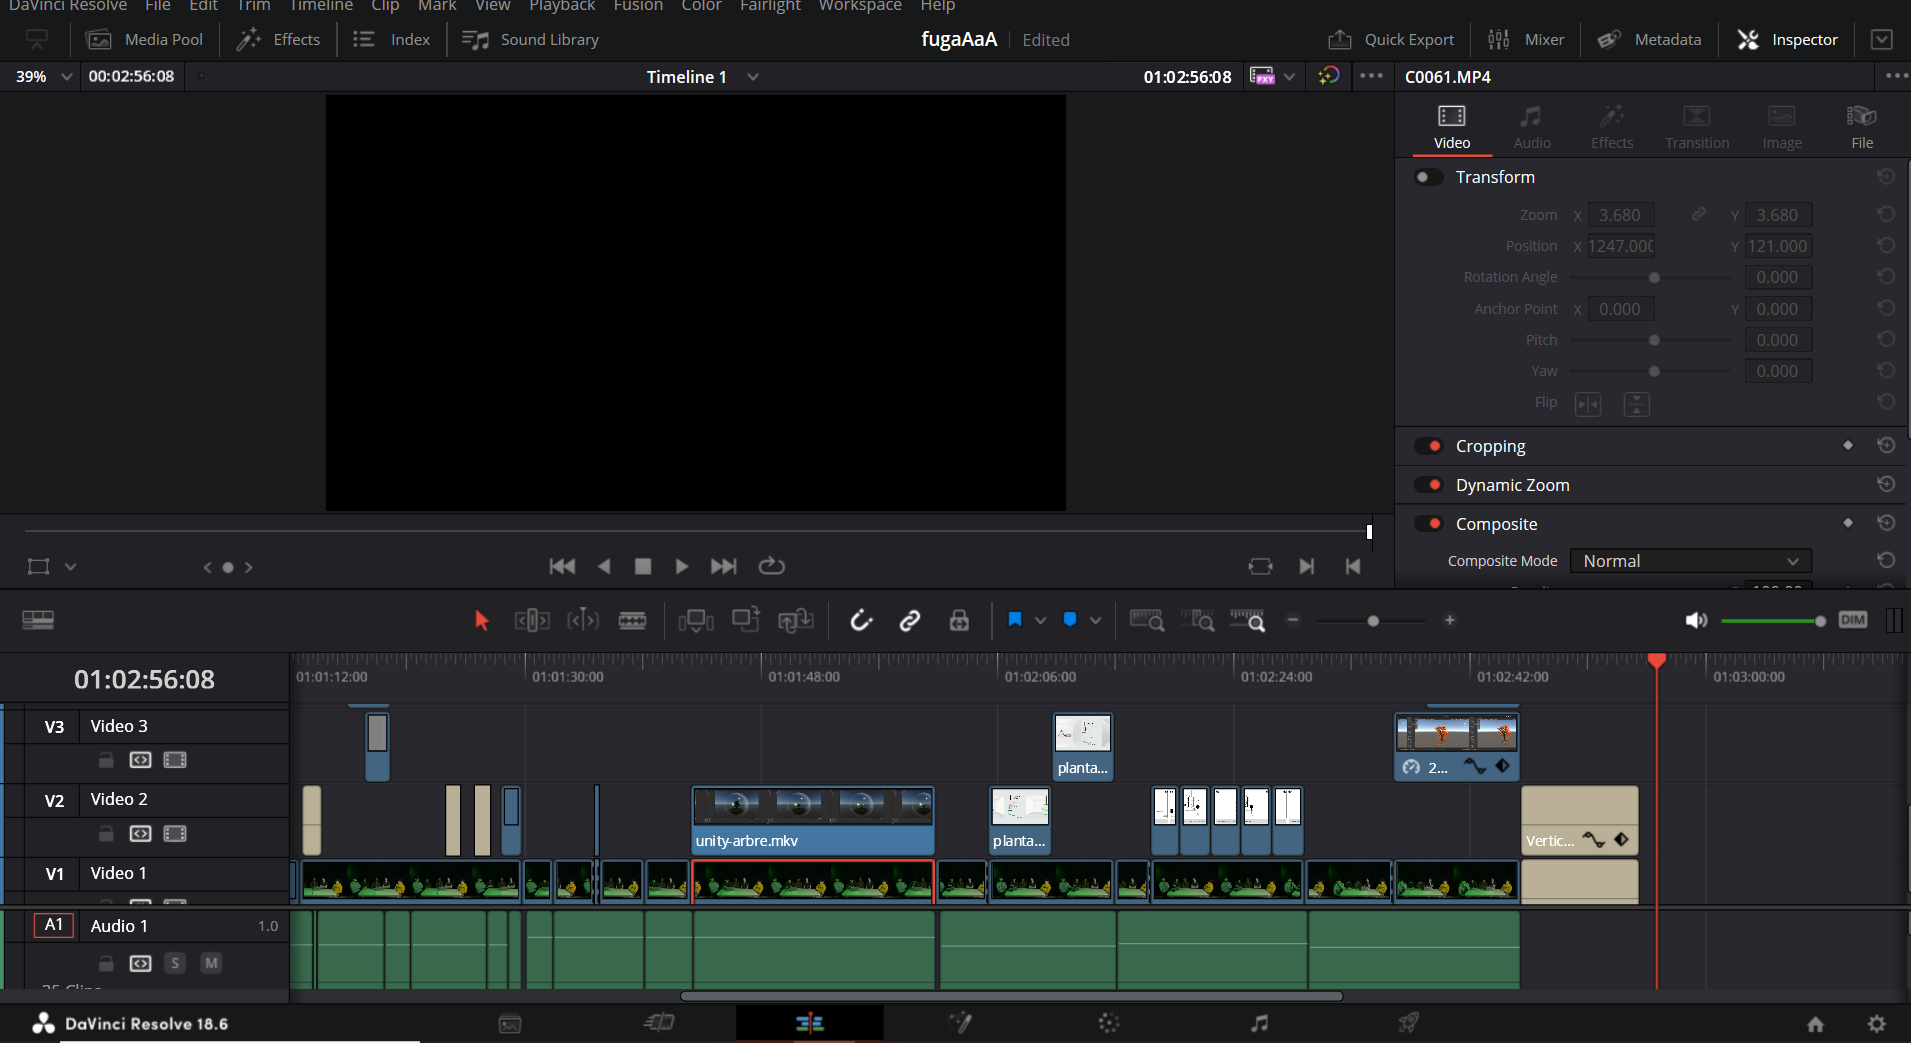 DaVinci Resolve File Edit Trim Timeline Clip Mark View Playback Fusion Color Fairlight Workspace Help
Media Pool Effects Index Sound Library fugaAaA Edited Quick Export Mixer Metadata Inspector
39% 00:02:56:08 Timeline 1 01:02:56:08 PXY C0061.MP4
Video Audio Effects Transition Image File
Transform
Zoom X 3.680 Y 3.680
Position X 1247.000 Y 121.000
Rotation Angle 0.000
Anchor Point X 0.000 Y 0.000
Pitch 0.000
Yaw 0.000
Flip
Cropping
Dynamic Zoom
Composite
Composite Mode Normal
DIM
01:02:56:08
01:01:12:00 01:01:30:00 01:01:48:00 01:02:06:00 01:02:24:00 01:02:42:00 01:03:00:00
V3 Video 3
planta... 2...
V2 Video 2
unity-arbre.mkv planta... Vertic...
V1 Video 1
A1 Audio 1 1.0
S M
DaVinci Resolve 18.6